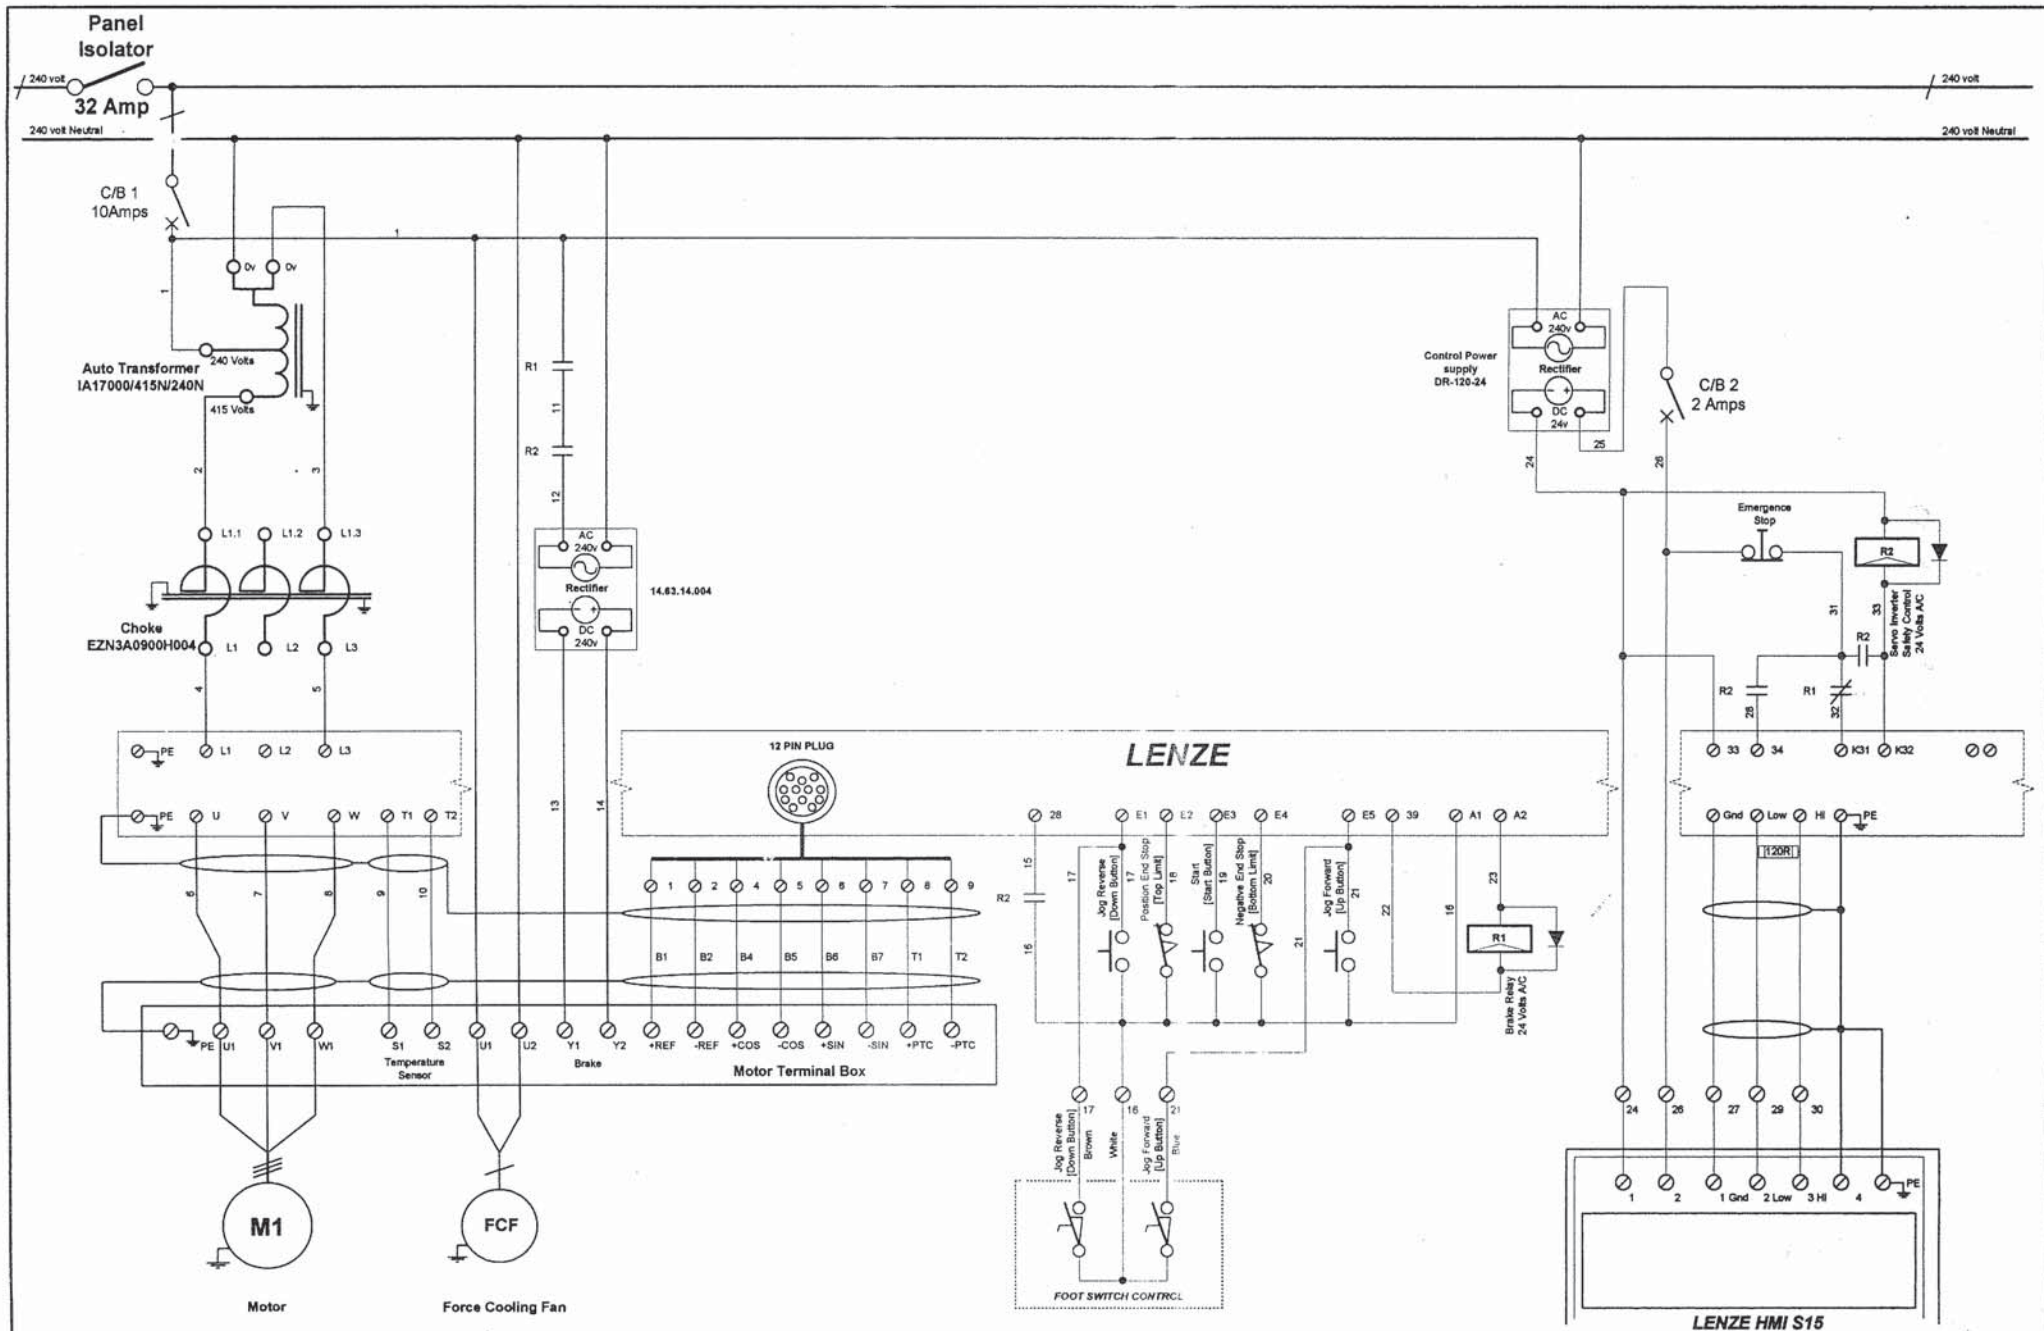 Panel
Isolator
240 volt
240 volt
32 Amp
240 volt Neutral
240 volt Neutral
C/B 1
10Amps
1
0v
0v
1
240 Volts
Auto Transformer
IA17000/415N/240N
415 Volts
2
3
R1
11
R2
12
AC
240v
Rectifier
DC
240v
14.63.14.004
Control Power
supply
DR-120-24
AC
240v
Rectifier
DC
24v
C/B 2
2 Amps
25
24
26
Emergence
Stop
R2
31
33
Servo Inverter
Safety Control
24 Volts A/C
R2
R2
28
R1
32
L1.1
L1.2
L1.3
Choke
EZN3A0900H004
L1
L2
L3
4
5
PE
L1
L2
L3
12 PIN PLUG
LENZE
33
34
K31
K32
PE
U
V
W
T1
T2
13
14
28
E1
E2
E3
E4
E5
39
A1
A2
Gnd
Low
HI
PE
[120R]
6
7
8
9
10
1
2
4
5
6
7
8
9
15
R2
16
17
Jog Reverse
[Down Button]
17
Position End Stop
[Top Limit]
18
Start
[Start Button]
19
Negative End Stop
[Bottom Limit]
20
21
Jog Forward
[Up Button]
21
22
16
23
R1
Brake Relay
24 Volts A/C
B1
B2
B4
B5
B6
B7
T1
T2
PE
U1
V1
W1
S1
S2
U1
U2
Y1
Y2
+REF
-REF
+COS
-COS
+SIN
-SIN
+PTC
-PTC
Temperature
Sensor
Brake
Motor Terminal Box
17
16
21
Jog Reverse
[Down Button]
Brown
White
Jog Forward
[Up Button]
Blue
24
26
27
29
30
1
2
1 Gnd
2 Low
3 HI
4
PE
M1
FCF
Motor
Force Cooling Fan
FOOT SWITCH CONTROL
LENZE HMI S15